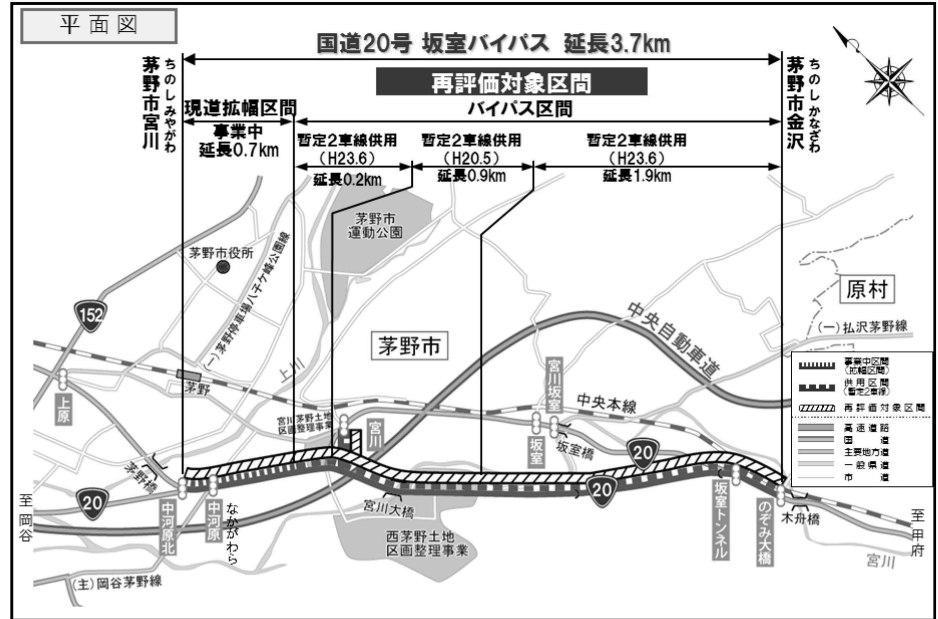 平面図
国道20号 坂室バイパス 延長3.7km
茅野市宮川
ちのしみやがわ
茅野市金沢
ちのしかなざわ
再評価対象区間
現道拡幅区間
バイパス区間
事業中
延長0.7km
暫定2車線供用
(H23.6)
延長0.2km
暫定2車線供用
(H20.5)
延長0.9km
暫定2車線供用
(H23.6)
延長1.9km
茅野市
運動公園
茅野市役所
(一)茅野停車場八子ケ峰公園線
152
原村
(一)払沢茅野線
中央自動車道
茅野市
上川
茅野
上原
宮川茅野土地
区画整理事業
宮川
宮川坂室
中央本線
坂室
坂室橋
20
茅野橋
20
至岡谷
中河原北
中河原
なかがわら
宮川大橋
西茅野土地
区画整理事業
20
坂室トンネル
のぞみ大橋
木舟橋
至甲府
宮川
(主)岡谷茅野線
事業中区間
(拡幅区間)
供用区間
(暫定2車線)
再評価対象区間
高速道路
国道
主要地方道
一般県道
市道